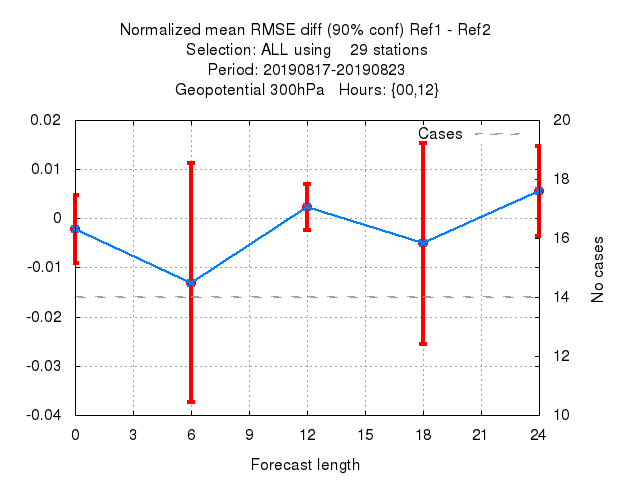 Normalized mean RMSE diff (90% conf) Ref1 - Ref2
Selection: ALL using    29 stations
Period: 20190817-20190823
Geopotential 300hPa   Hours: {00,12}
Cases
0.02
0.01
0
-0.01
-0.02
-0.03
-0.04
20
18
16
14
12
10
No cases
0 3 6 9 12 15 18 21 24
Forecast length